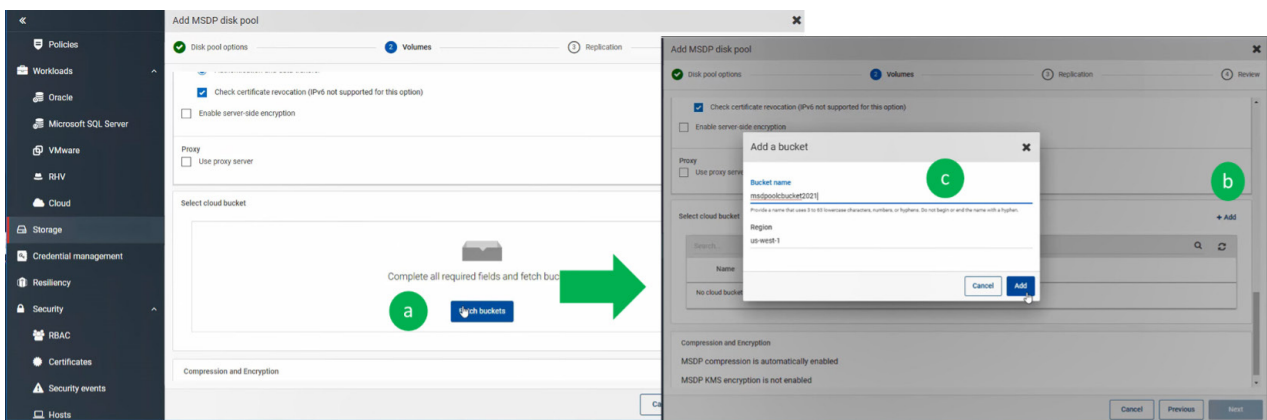 «
Policies
Workloads
Oracle
Microsoft SQL Server
VMware
RHV
Cloud
Storage
Credential management
Resiliency
Security
RBAC
Certificates
Security events
Hosts
Add MSDP disk pool
Disk pool options
2 Volumes
3 Replication
Check certificate revocation (IPv6 not supported for this option)
Enable server-side encryption
Proxy
Use proxy server
Select cloud bucket
Complete all required fields and fetch
a
buckets
Compression and Encryption
Add MSDP disk pool
Disk pool options
2 Volumes
3 Replication
4 Review
Check certificate revocation (IPv6 not supported for this option)
Enable server-side encryption
Proxy
Use proxy
b
Select cloud bucket
+ Add
Search...
Name
No cloud
Add a bucket
c
Bucket name
msdpoolcbucket2021
Provide a name that uses 3 to 63 lowercase characters, numbers, or hyphens. Do not begin or end the name with a hyphen.
Region
us-west-1
Cancel
Add
Compression and Encryption
MSDP compression is automatically enabled
MSDP KMS encryption is not enabled
Cancel
Previous
Next